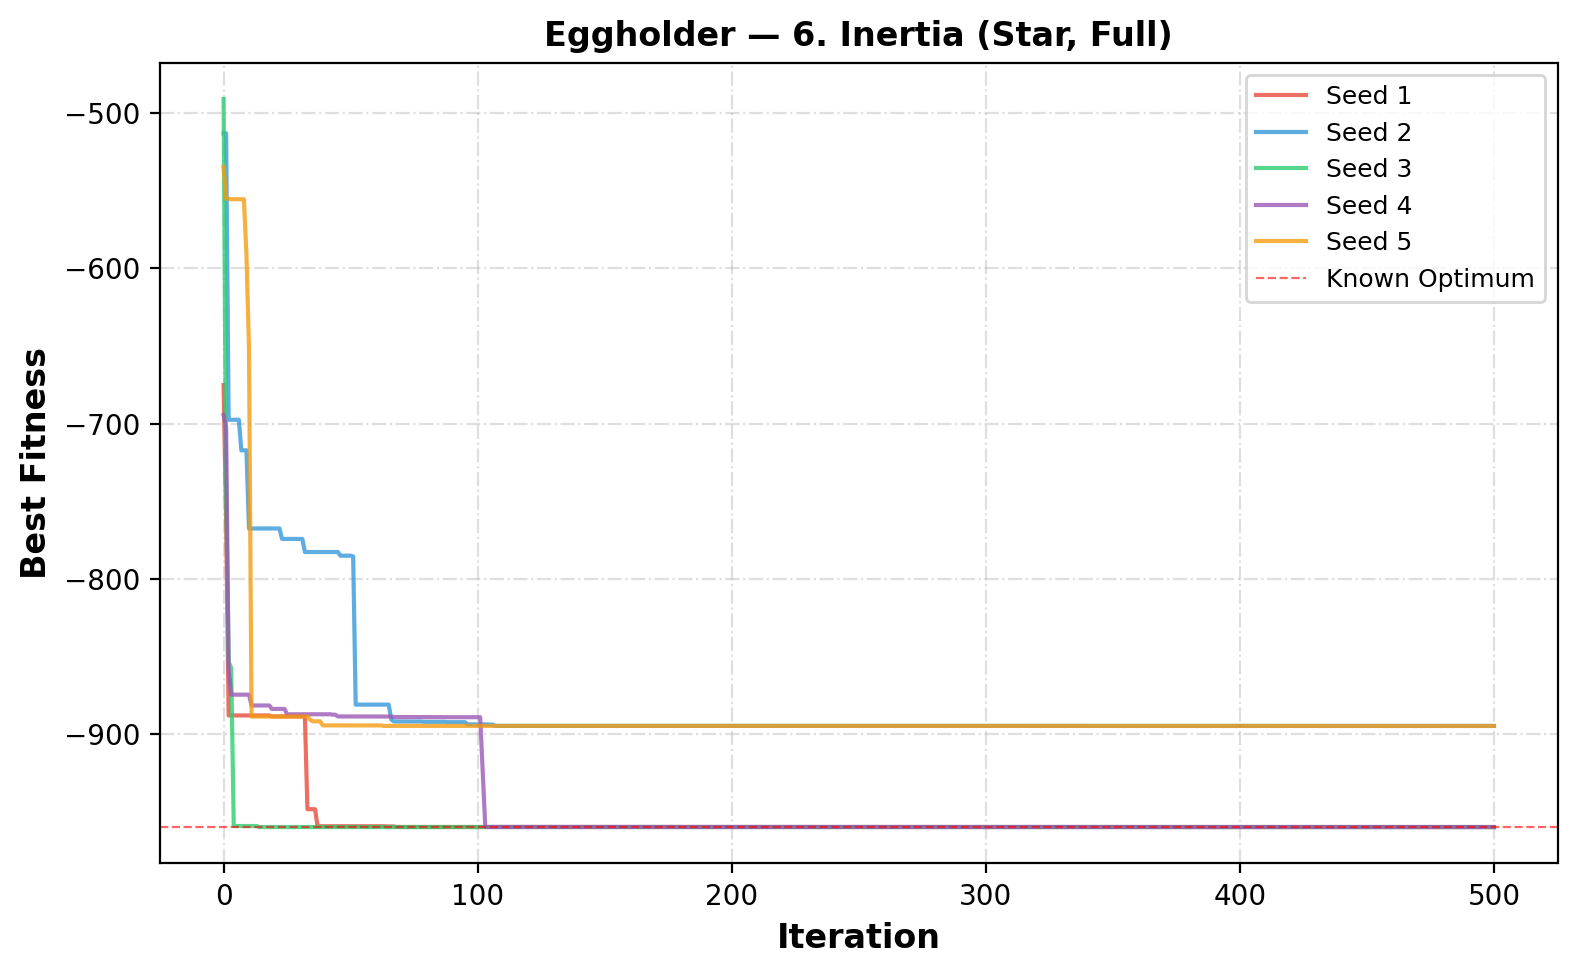 Eggholder — 6. Inertia (Star, Full)
Best Fitness
−500
−600
−700
−800
−900
0
100
200
300
400
500
Iteration
Seed 1
Seed 2
Seed 3
Seed 4
Seed 5
Known Optimum